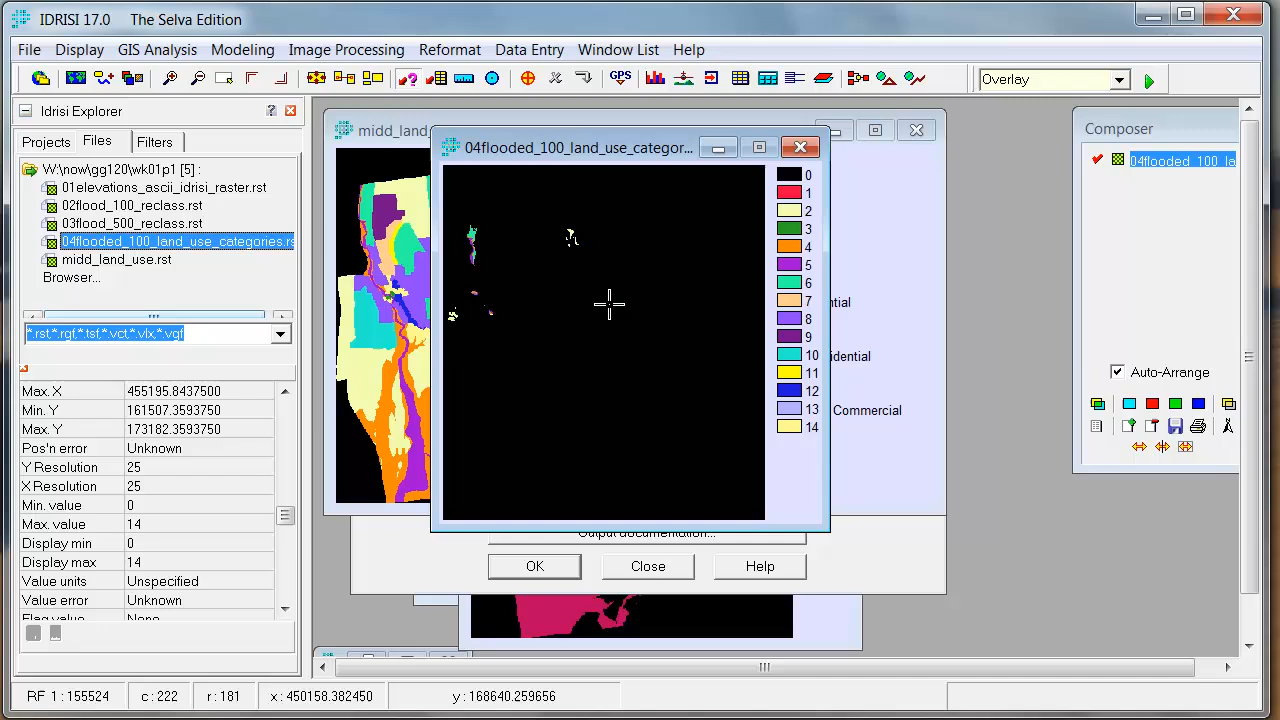 IDRISI 17.0 The Selva Edition
File Display GIS Analysis Modeling Image Processing Reformat Data Entry Window List Help
GPS
Overlay
Idrisi Explorer
?
Projects Files Filters
W:\now\gg120\wk01p1 [5] :
01elevations_ascii_idrisi_raster.rst
02flood_100_reclass.rst
03flood_500_reclass.rst
04flooded_100_land_use_categories.rs
midd_land_use.rst
Browser...
*.rst*.rgf,*.tsf,*.vct,*.vlx,*.vgf
Max. X 455195.8437500
Min. Y 161507.3593750
Max. Y 173182.3593750
Pos'n error Unknown
Y Resolution 25
X Resolution 25
Min. value 0
Max. value 14
Display min 0
Display max 14
Value units Unspecified
Value error Unknown
Flag value None
midd_land_
04flooded_100_land_use_categor...
0
1
2
3
4
5
6
7
8
9
10
11
12
13
14
ntial
idential
Commercial
Output documentation...
OK Close Help
Composer
04flooded_100_la
Auto-Arrange
RF 1 : 155524 c : 222 r : 181 x : 450158.382450 y : 168640.259656